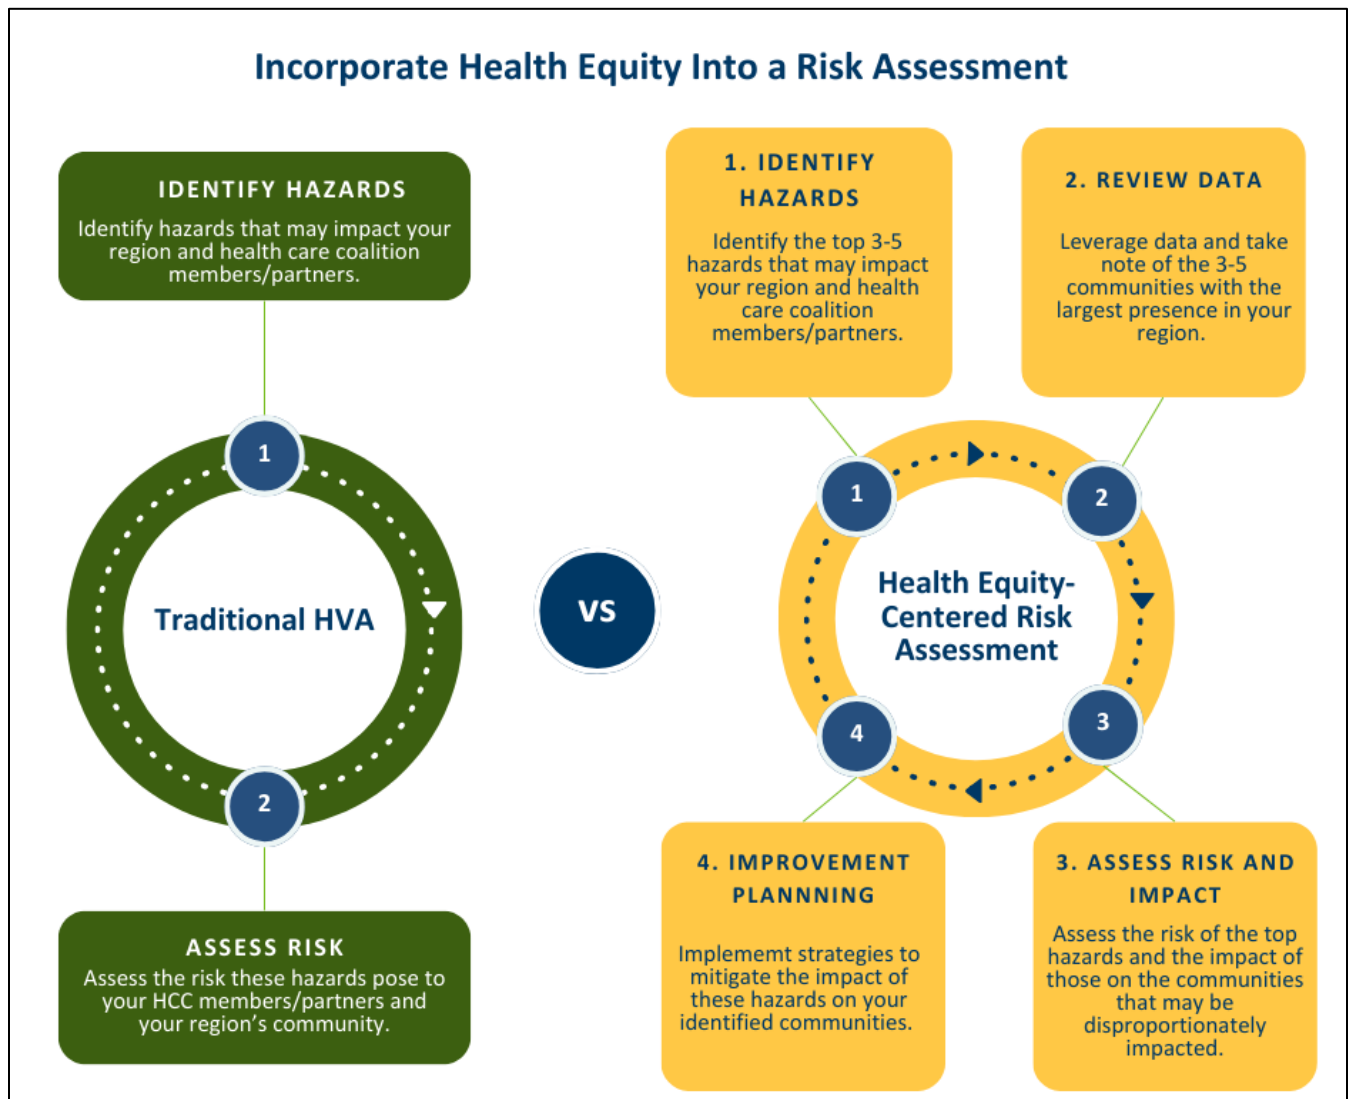 Incorporate Health Equity Into a Risk Assessment
IDENTIFY HAZARDS
Identify hazards that may impact your
region and health care coalition
members/partners.
1
Traditional HVA
2
ASSESS RISK
Assess the risk these hazards pose to
your HCC members/partners and
your region's community.
VS
1. IDENTIFY
HAZARDS
Identify the top 3-5
hazards that may impact
your region and health
care coalition
members/partners.
2. REVIEW DATA
Leverage data and take
note of the 3-5
communities with the
largest presence in your
region.
1
2
Health Equity-
Centered Risk
Assessment
4
3
4. IMPROVEMENT
PLANNNING
Implememt strategies to
mitigate the impact of
these hazards on your
identified communities.
3. ASSESS RISK AND
IMPACT
Assess the risk of the top
hazards and the impact of
those on the communities
that may be
disproportionately
impacted.